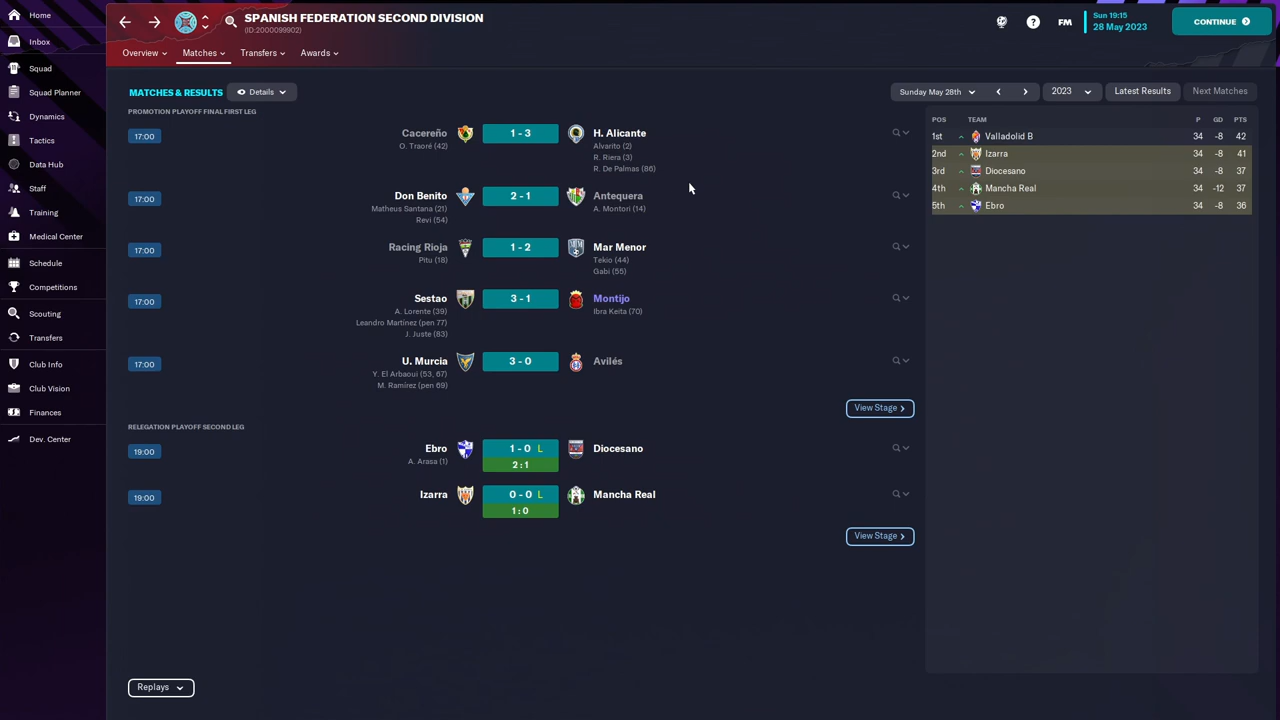 Home
SPANISH FEDERATION SECOND DIVISION
(ID:2000099902)
FM
Sun 19:15
28 May 2023
CONTINUE
Overview
Matches
Transfers
Awards
Inbox
Squad
Squad Planner
Dynamics
Tactics
Data Hub
Staff
Training
Medical Center
Schedule
Competitions
Scouting
Transfers
Club Info
Club Vision
Finances
Dev. Center
MATCHES & RESULTS
Details
Sunday May 28th
2023
Latest Results
Next Matches
PROMOTION PLAYOFF FINAL FIRST LEG
17:00 Cacereño 1 - 3 H. Alicante
O. Traoré (42) Alvarito (2)
R. Riera (3)
R. De Palmas (86)
17:00 Don Benito 2 - 1 Antequera
Matheus Santana (21) A. Montori (14)
Revi (54)
17:00 Racing Rioja 1 - 2 Mar Menor
Pitu (18) Tekio (44)
Gabi (55)
17:00 Sestao 3 - 1 Montijo
A. Lorente (39) Ibra Keita (70)
Leandro Martínez (pen 77)
J. Juste (83)
17:00 U. Murcia 3 - 0 Avilés
Y. El Arbaoui (53, 67)
M. Ramírez (pen 69)
View Stage
RELEGATION PLAYOFF SECOND LEG
19:00 Ebro 1 - 0 L Diocesano
A. Arasa (1) 2 : 1
19:00 Izarra 0 - 0 L Mancha Real
1 : 0
View Stage
POS TEAM P GD PTS
1st Valladolid B 34 -8 42
2nd Izarra 34 -8 41
3rd Diocesano 34 -8 37
4th Mancha Real 34 -12 37
5th Ebro 34 -8 36
Replays